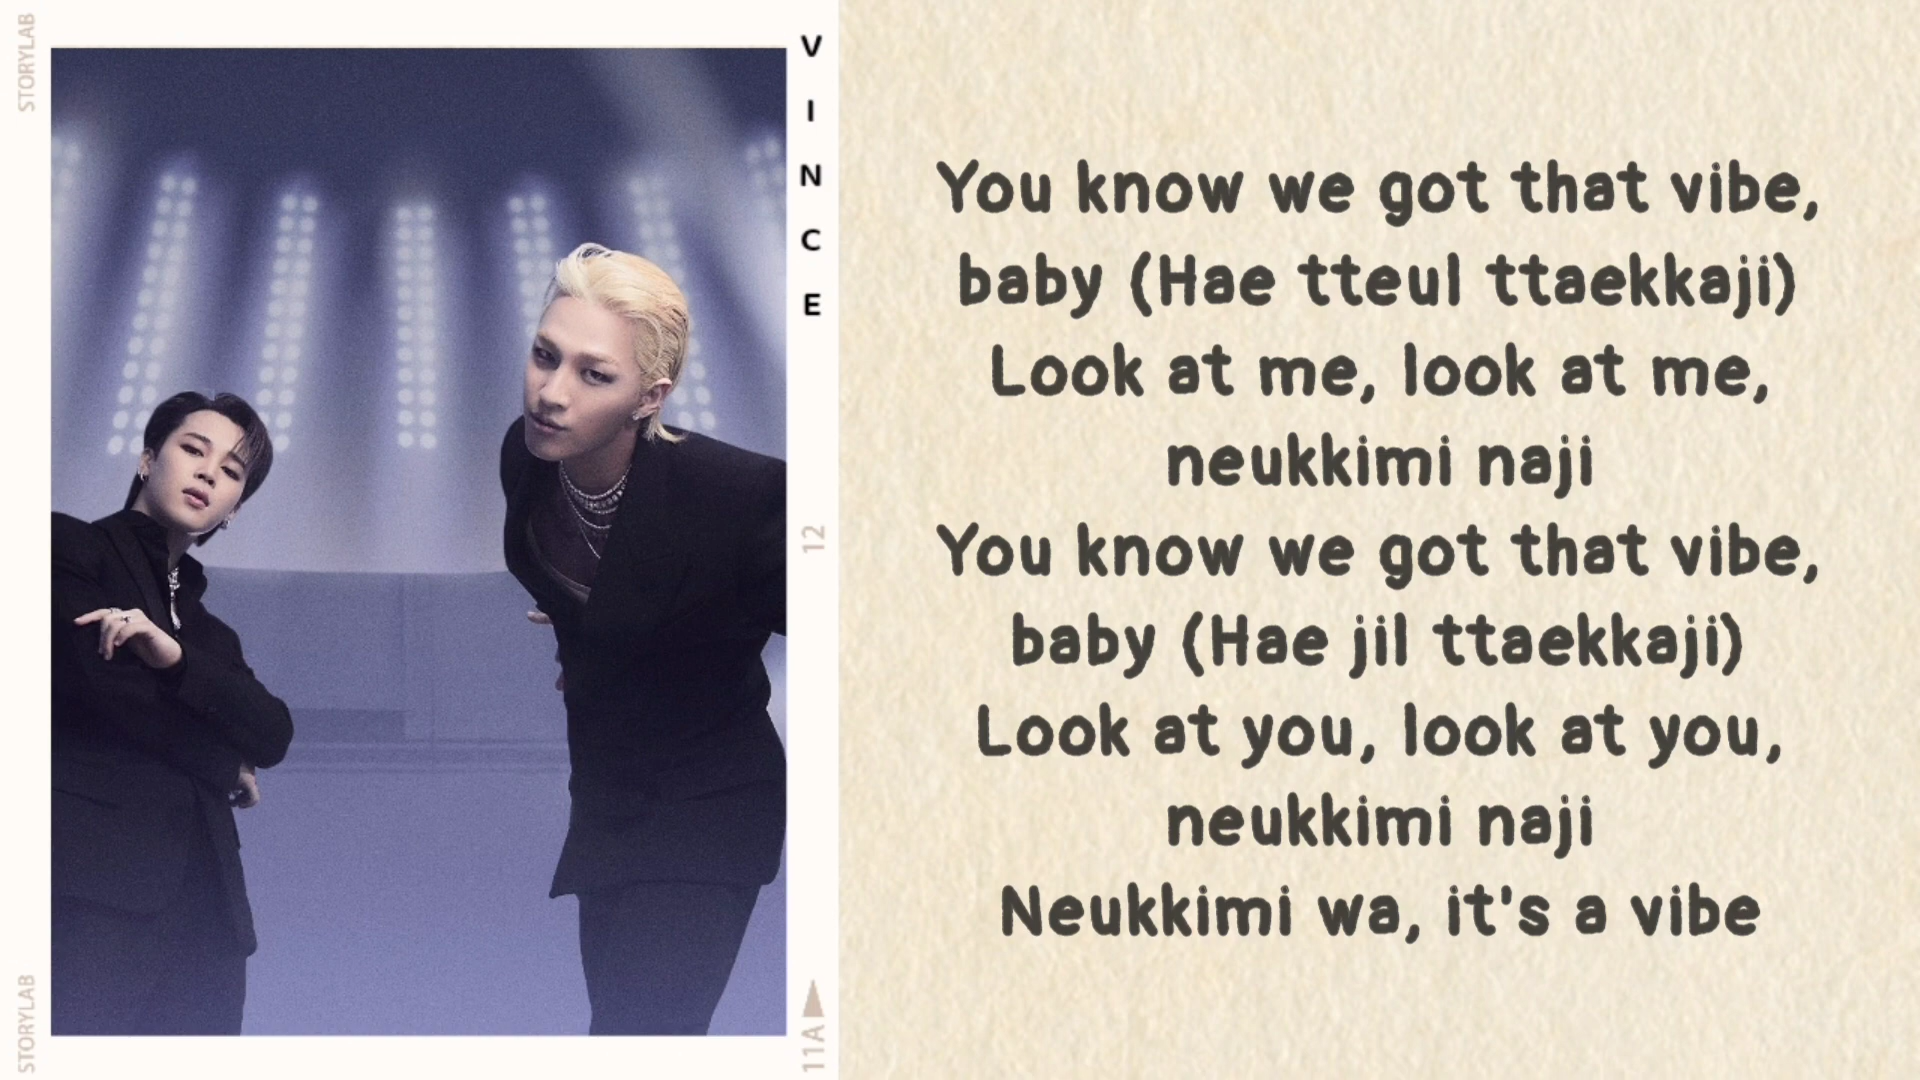 STORYLAB
STORYLAB
VINCE
12
11A
You know we got that vibe,
baby (Hae tteul ttaekkaji)
Look at me, look at me,
neukkimi naji
You know we got that vibe,
baby (Hae jil ttaekkaji)
Look at you, look at you,
neukkimi naji
Neukkimi wa, it's a vibe